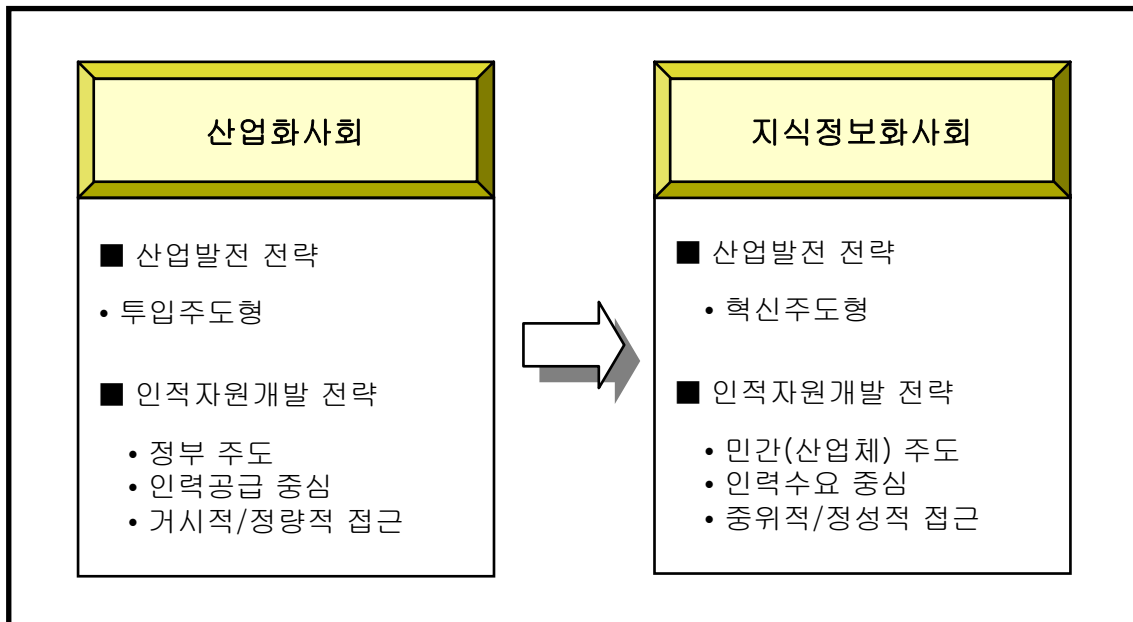 산업화사회
■ 산업발전 전략
• 투입주도형
■ 인적자원개발 전략
• 정부 주도
• 인력공급 중심
• 거시적/정량적 접근
지식정보화사회
■ 산업발전 전략
• 혁신주도형
■ 인적자원개발 전략
• 민간(산업체) 주도
• 인력수요 중심
• 중위적/정성적 접근